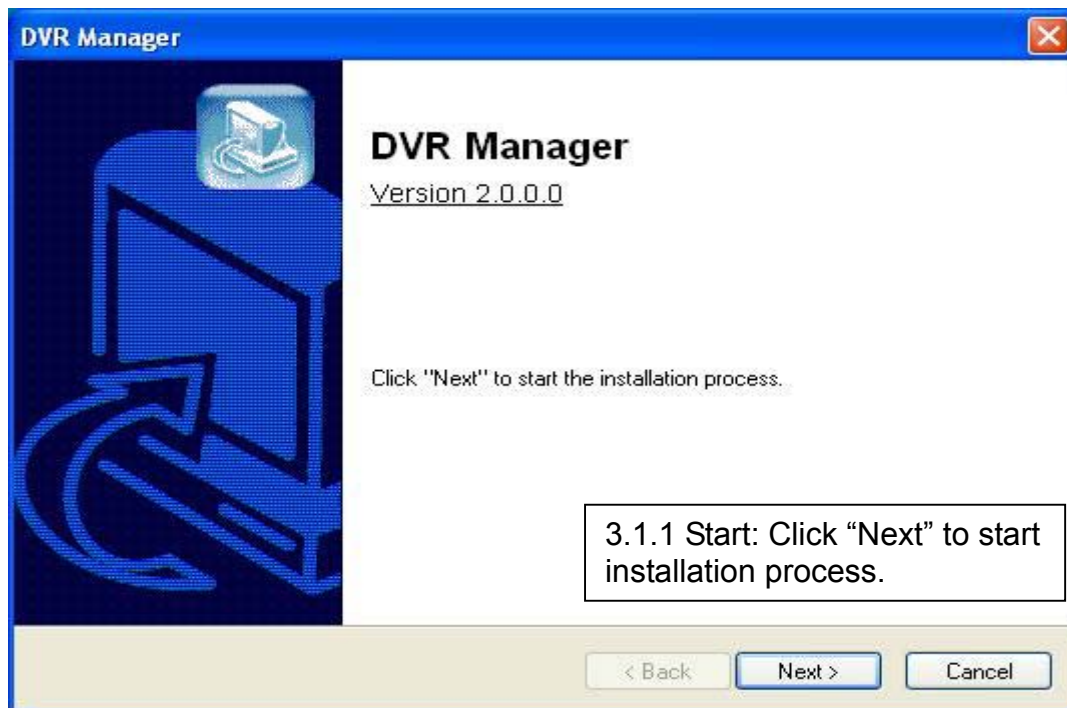 DVR Manager
DVR Manager
Version 2.0.0.0
Click "Next" to start the installation process.
3.1.1 Start: Click “Next” to start
installation process.
< Back
Next >
Cancel